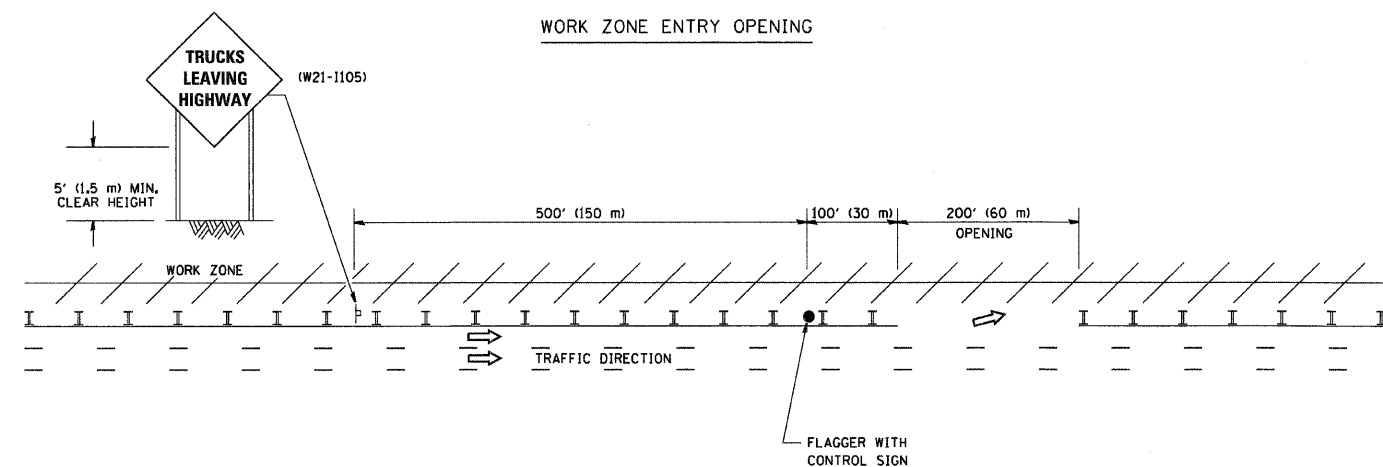 WORK ZONE ENTRY OPENING
TRUCKS
LEAVING
HIGHWAY
(W21-I105)
5' (1.5 m) MIN.
CLEAR HEIGHT
500' (150 m)
100' (30 m)
200' (60 m)
OPENING
WORK ZONE
TRAFFIC DIRECTION
FLAGGER WITH
CONTROL SIGN